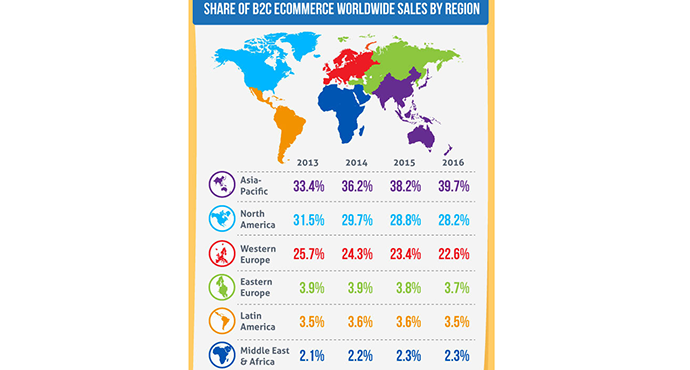 SHARE OF B2C ECOMMERCE WORLDWIDE SALES BY REGION
2013 2014 2015 2016
Asia-
Pacific 33.4% 36.2% 38.2% 39.7%
North
America 31.5% 29.7% 28.8% 28.2%
Western
Europe 25.7% 24.3% 23.4% 22.6%
Eastern
Europe 3.9% 3.9% 3.8% 3.7%
Latin
America 3.5% 3.6% 3.6% 3.5%
Middle East
& Africa 2.1% 2.2% 2.3% 2.3%